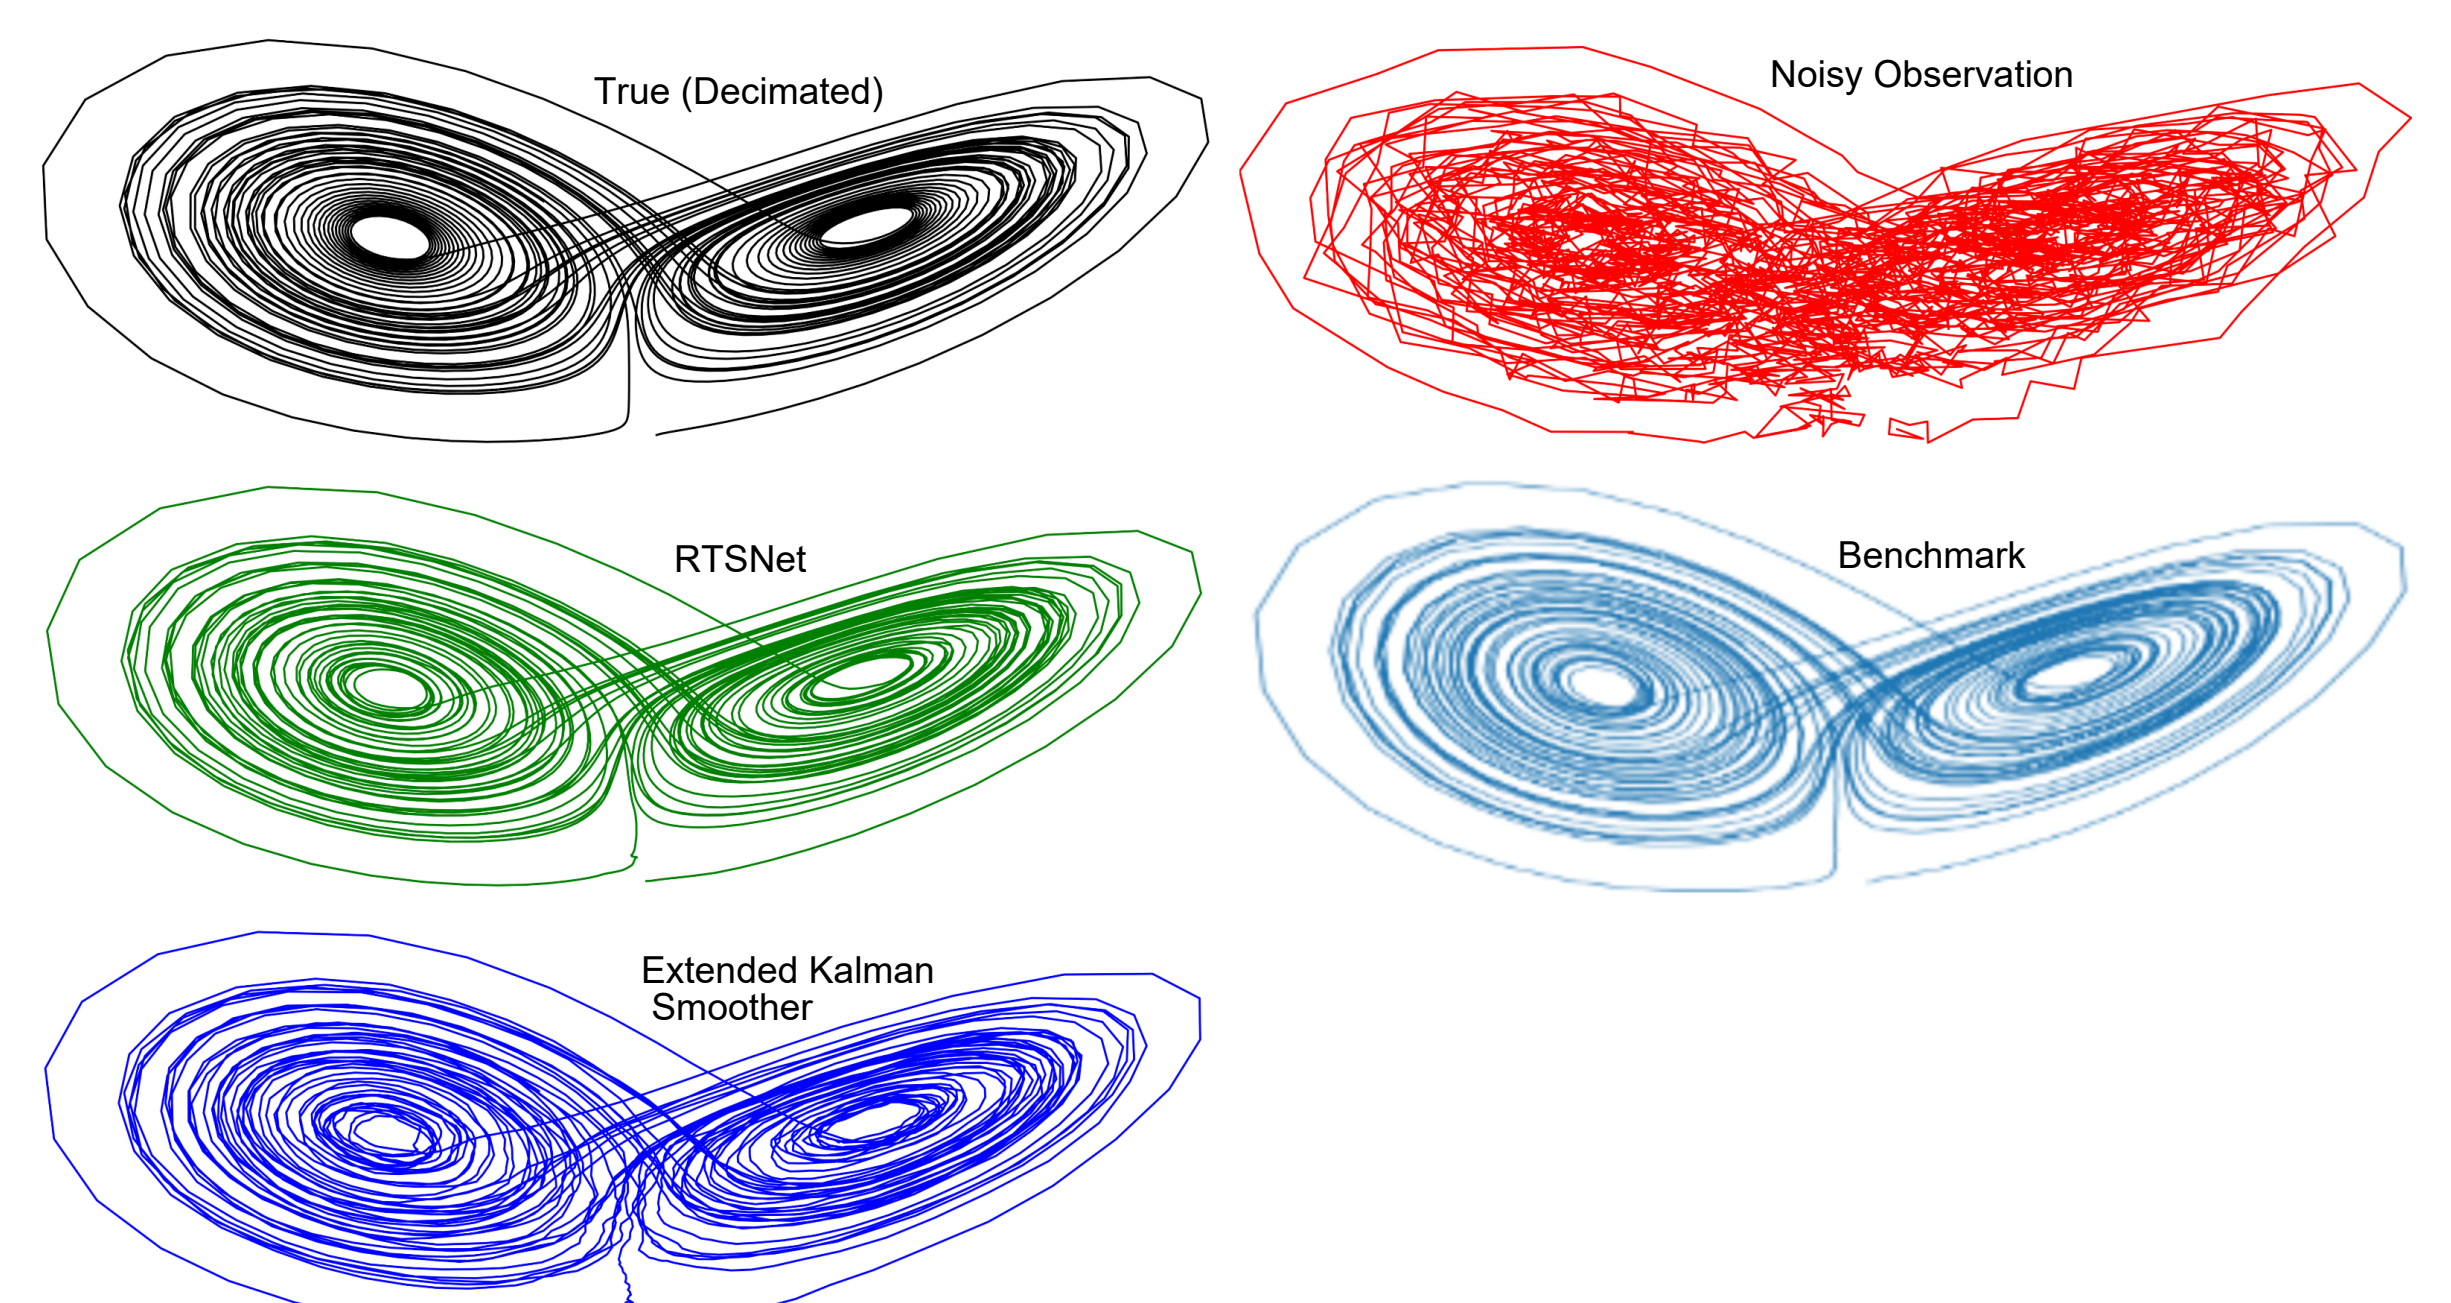 True (Decimated)
Noisy Observation
RTSNet
Benchmark
Extended Kalman
Smoother